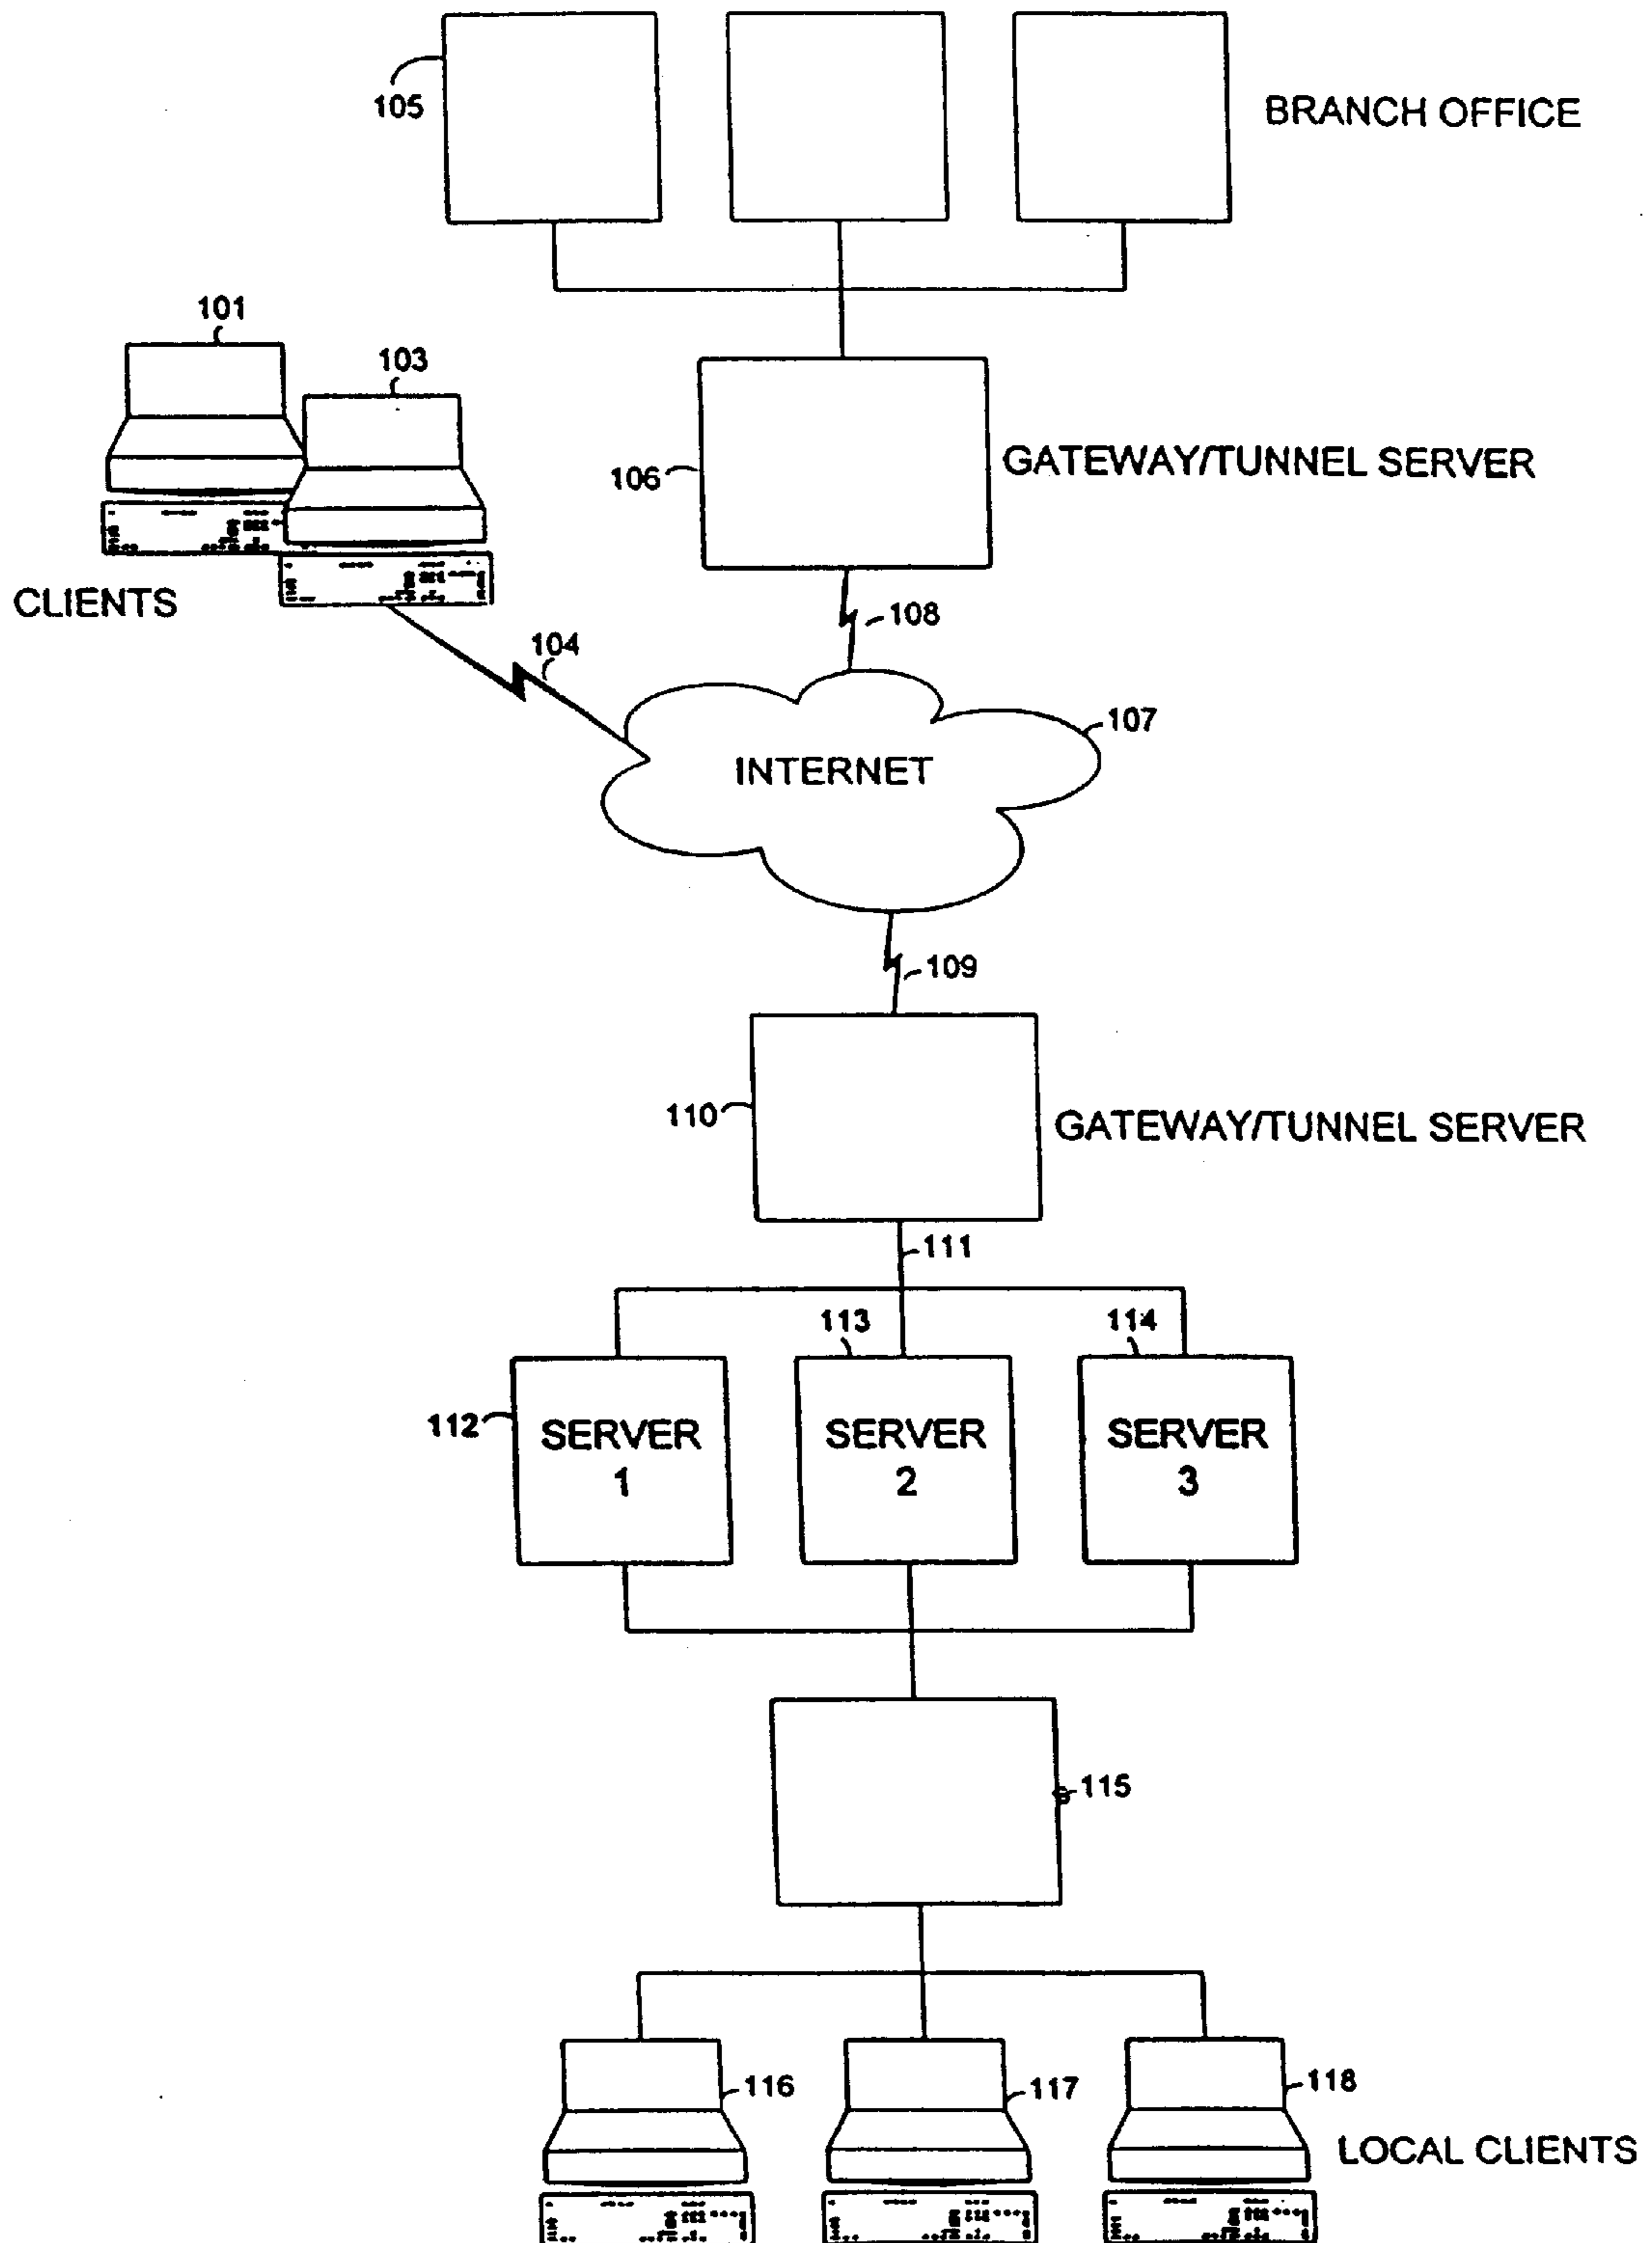 105
BRANCH OFFICE
101
103
106
GATEWAY/TUNNEL SERVER
CLIENTS
108
104
107
INTERNET
109
110
GATEWAY/TUNNEL SERVER
111
113
114
112
SERVER
1
SERVER
2
SERVER
3
115
116
117
118
LOCAL CLIENTS